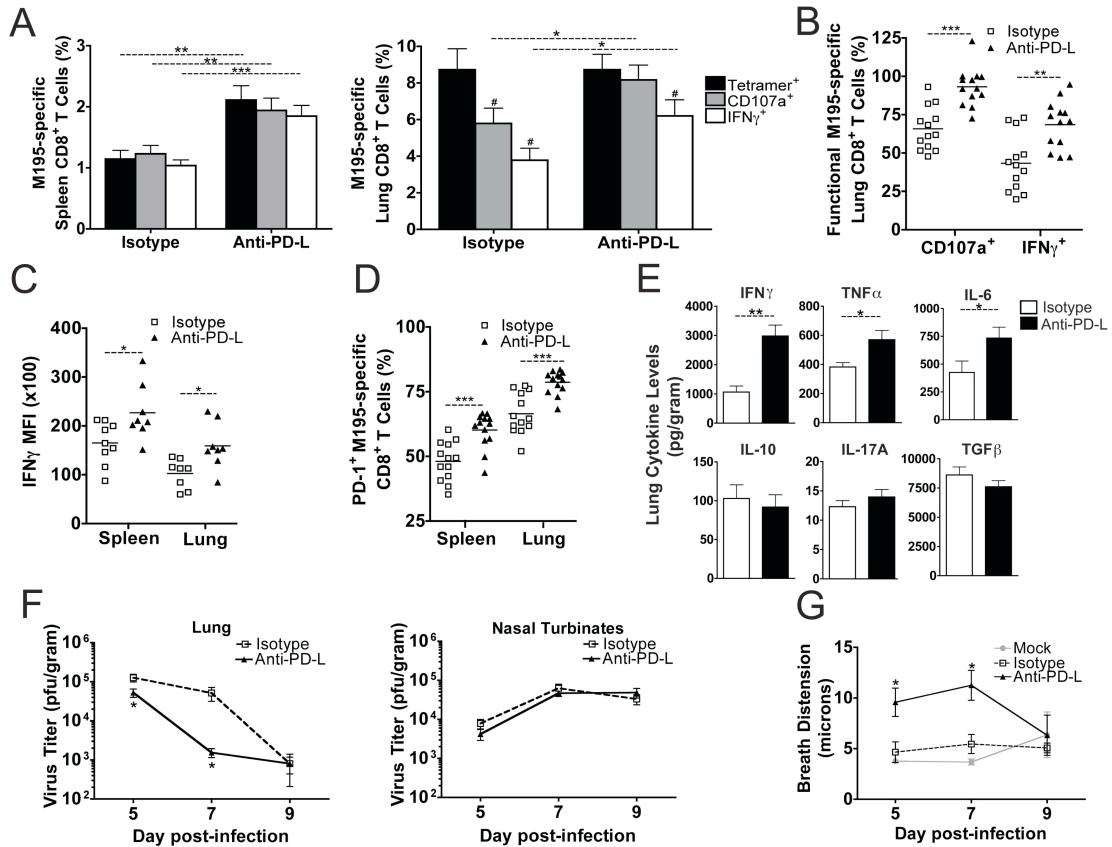 A
M195-specific
Spleen CD8+ T Cells (%)
3
2
1
0
**
**
***
Isotype
Anti-PD-L
M195-specific
Lung CD8+ T Cells (%)
10
8
6
4
2
0
*
*
#
#
#
Tetramer+
CD107a+
IFNγ+
Isotype
Anti-PD-L
B
Functional M195-specific
Lung CD8+ T Cells (%)
125
100
75
50
25
0
***
**
Isotype
Anti-PD-L
CD107a+
IFNγ+
C
IFNγ MFI (x100)
400
300
200
100
0
Isotype
Anti-PD-L
*
*
Spleen
Lung
D
PD-1+ M195-specific
CD8+ T Cells (%)
100
75
50
25
Isotype
Anti-PD-L
***
***
Spleen
Lung
E
Lung Cytokine Levels
(pg/gram)
IFNγ
4000
3000
2000
1000
0
**
TNFα
800
600
400
200
0
*
IL-6
1000
750
500
250
0
*
Isotype
Anti-PD-L
IL-10
150
100
50
0
IL-17A
20
15
10
5
0
TGFβ
10000
7500
5000
2500
0
F
Lung
Virus Titer (pfu/gram)
10^6
10^5
10^4
10^3
10^2
Isotype
Anti-PD-L
*
*
5
7
9
Day post-infection
Nasal Turbinates
Virus Titer (pfu/gram)
10^6
10^5
10^4
10^3
10^2
Isotype
Anti-PD-L
5
7
9
Day post-infection
G
Breath Distension
(microns)
15
10
5
0
Mock
Isotype
Anti-PD-L
*
*
5
7
9
Day post-infection